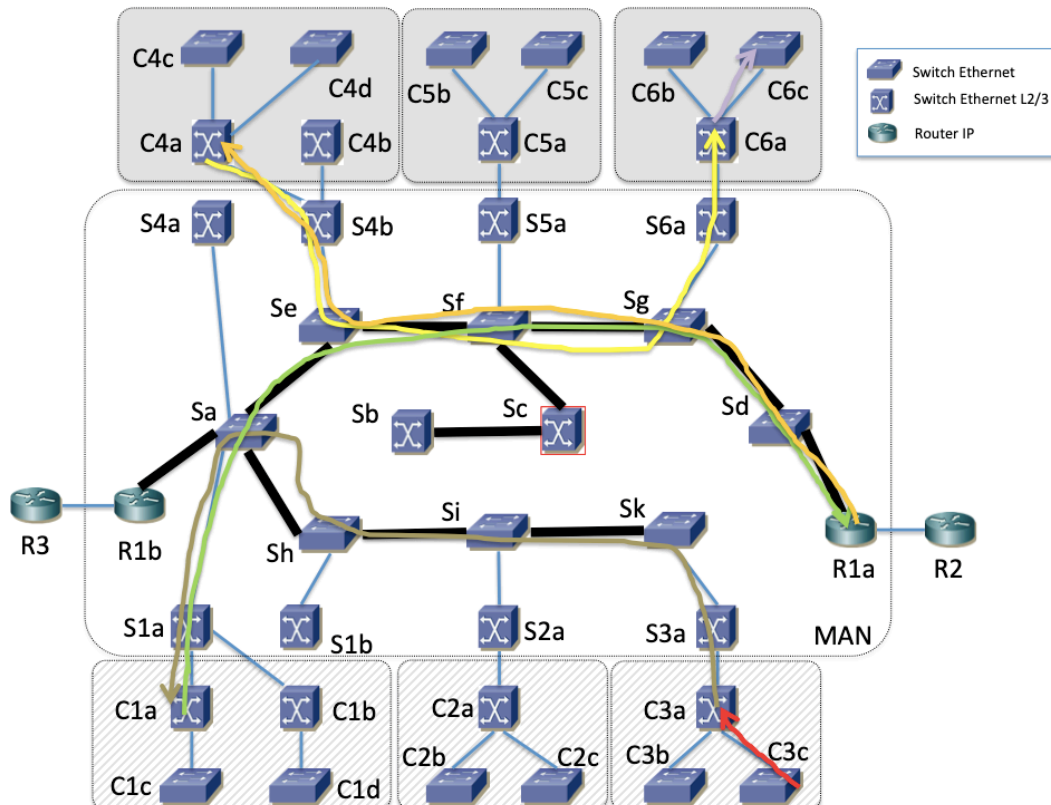 C4c
C4d
C5b
C5c
C6b
C6c
Switch Ethernet
Switch Ethernet L2/3
Router IP
C4a
C4b
C5a
C6a
S4a
S4b
S5a
S6a
Se
Sf
Sg
Sa
Sb
Sc
Sd
R3
R1b
Sh
Si
Sk
R1a
R2
S1a
S1b
S2a
S3a
MAN
C1a
C1b
C2a
C3a
C2b
C2c
C3b
C3c
C1c
C1d